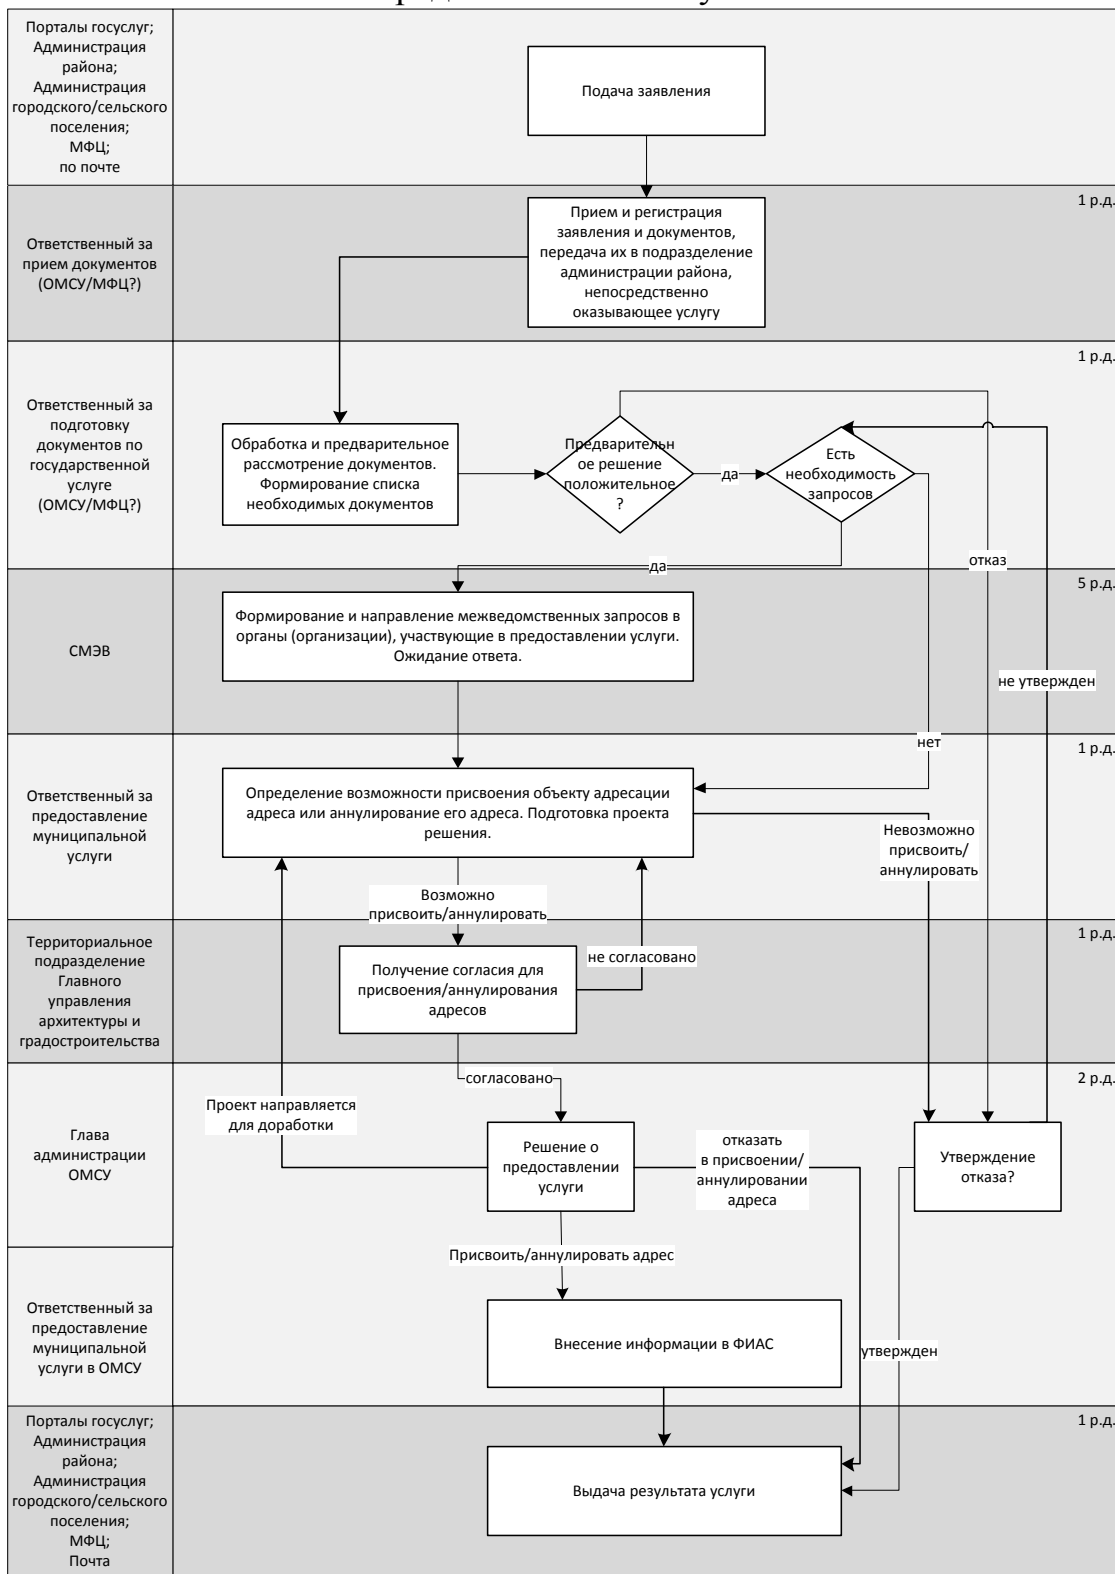 Порталы госуслуг;
Администрация
района;
Администрация
городского/сельского
поселения;
МФЦ;
по почте
Подача заявления
Ответственный за
прием документов
(ОМСУ/МФЦ?)
1 р.д.
Прием и регистрация
заявления и документов,
передача их в подразделение
администрации района,
непосредственно
оказывающее услугу
Ответственный за
подготовку
документов по
государственной
услуге
(ОМСУ/МФЦ?)
1 р.д.
Обработка и предварительное
рассмотрение документов.
Формирование списка
необходимых документов
Предварительн
ое решение
положительное
?
да
Есть
необходимость
запросов
да
отказ
СМЭВ
5 р.д.
Формирование и направление межведомственных запросов в
органы (организации), участвующие в предоставлении услуги.
Ожидание ответа.
не утвержден
нет
Ответственный за
предоставление
муниципальной
услуги
1 р.д.
Определение возможности присвоения объекту адресации
адреса или аннулирование его адреса. Подготовка проекта
решения.
Невозможно
присвоить/
аннулировать
Возможно
присвоить/аннулировать
Территориальное
подразделение
Главного
управления
архитектуры и
градостроительства
1 р.д.
Получение согласия для
присвоения/аннулирования
адресов
не согласовано
согласовано
Глава
администрации
ОМСУ
2 р.д.
Проект направляется
для доработки
Решение о
предоставлении
услуги
отказать
в присвоении/
аннулировании
адреса
Утверждение
отказа?
Присвоить/аннулировать адрес
Ответственный за
предоставление
муниципальной
услуги в ОМСУ
Внесение информации в ФИАС
утвержден
Порталы госуслуг;
Администрация
района;
Администрация
городского/сельского
поселения;
МФЦ;
Почта
1 р.д.
Выдача результата услуги